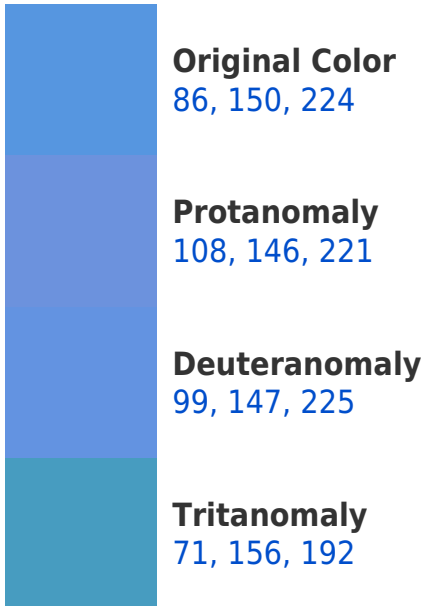 Original Color
86, 150, 224
Protanomaly
108, 146, 221
Deuteranomaly
99, 147, 225
Tritanomaly
71, 156, 192